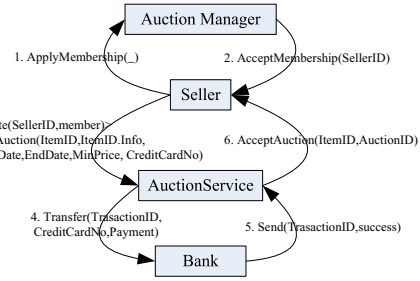 Auction Manager
1. ApplyMembership(_)
2. AcceptMembership(SellerID)
Seller
te(SellerID,member)>
Auction(ItemID,ItemID.Info,
Date,EndDate,MinPrice, CreditCardNo)
6. AcceptAuction(ItemID,AuctionID)
AuctionService
4. Transfer(TrasactionID,
CreditCardNo,Payment)
5. Send(TrasactionID,success)
Bank